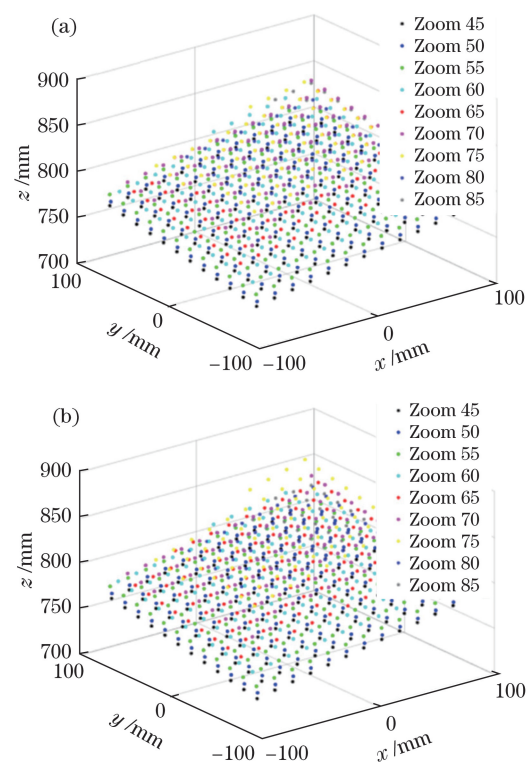 (a)
Zoom 45
Zoom 50
Zoom 55
Zoom 60
Zoom 65
Zoom 70
Zoom 75
Zoom 80
Zoom 85
900
850
800
750
700
z /mm
100
0
−100
y /mm
−100
0
100
x /mm
(b)
Zoom 45
Zoom 50
Zoom 55
Zoom 60
Zoom 65
Zoom 70
Zoom 75
Zoom 80
Zoom 85
900
850
800
750
700
z /mm
100
0
−100
y /mm
−100
0
100
x /mm